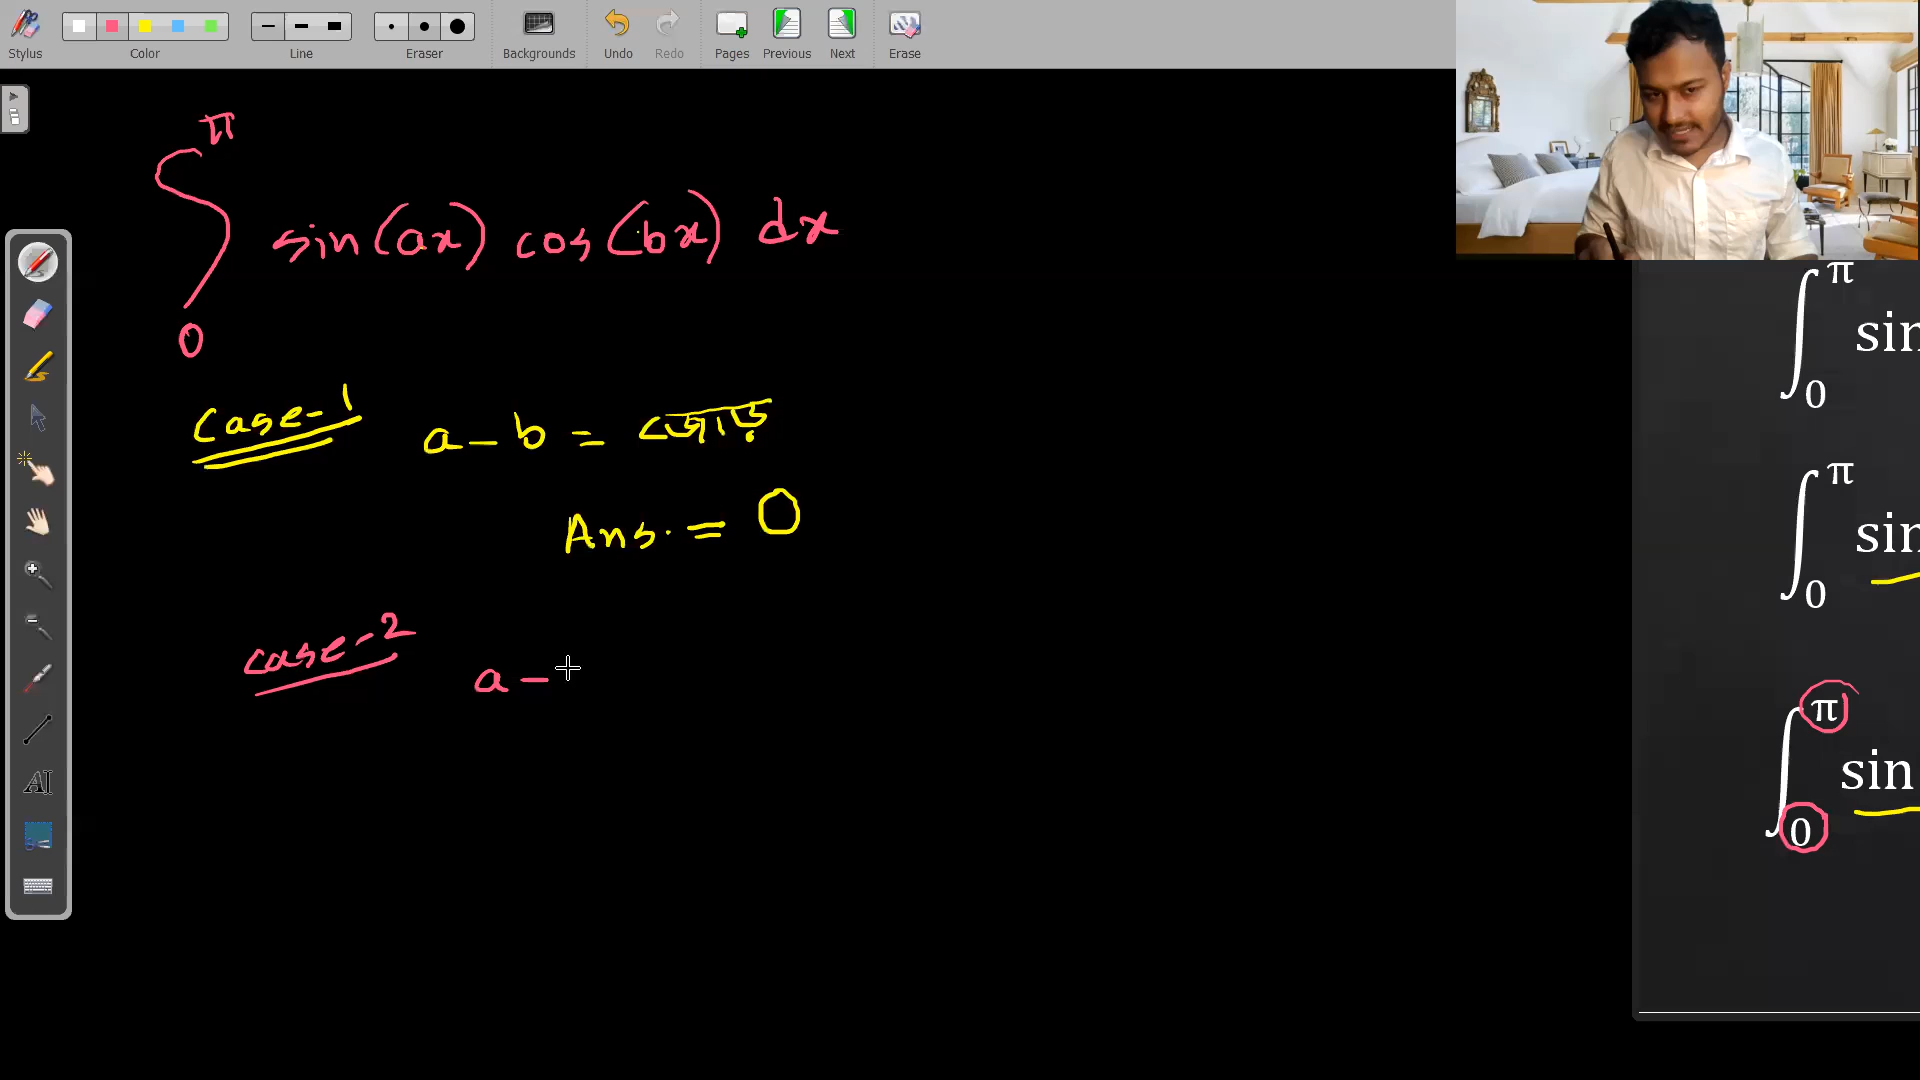 Stylus Color Line Eraser Backgrounds Undo Redo Pages Previous Next Erase
π
∫ sin(ax) cos(bx) dx
0
Case-1 a - b = জোড়
Ans. = 0
case-2 a -
π
∫ sin
0
π
∫ sin
0
π
∫ sin
0